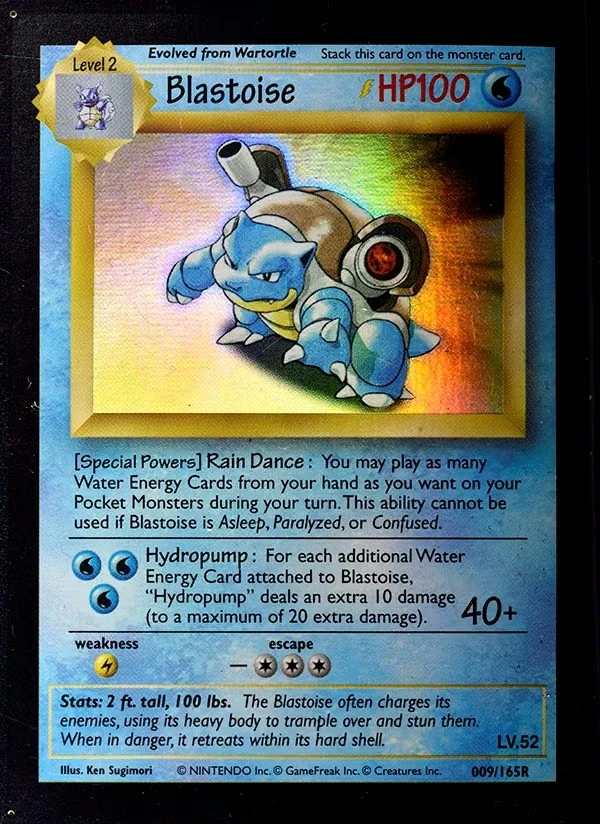 Level 2
Evolved from Wartortle Stack this card on the monster card.
Blastoise HP100
[Special Powers] Rain Dance : You may play as many
Water Energy Cards from your hand as you want on your
Pocket Monsters during your turn. This ability cannot be
used if Blastoise is Asleep, Paralyzed, or Confused.
Hydropump : For each additional Water
Energy Card attached to Blastoise,
“Hydropump” deals an extra 10 damage
(to a maximum of 20 extra damage). 40+
weakness escape
Stats: 2 ft. tall, 100 lbs. The Blastoise often charges its
enemies, using its heavy body to trample over and stun them.
When in danger, it retreats within its hard shell. LV.52
Illus. Ken Sugimori © NINTENDO Inc. © GameFreak Inc. © Creatures Inc. 009/165R